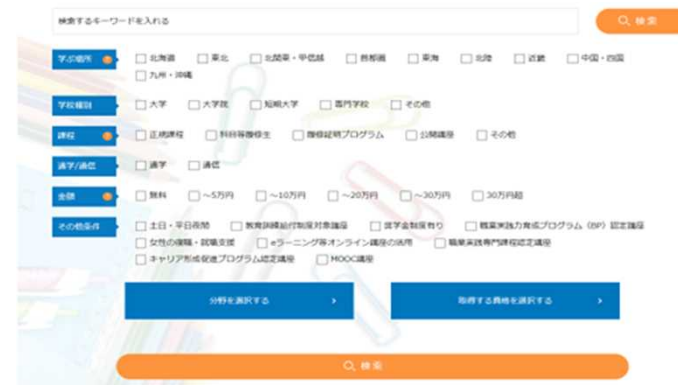 検索するキーワードを入れる 検索
学ぶ場所 北海道 東北 北関東・甲信越 首都圏 東海 北陸 近畿 中国・四国
九州・沖縄
学校種別 大学 大学院 短期大学 専門学校 その他
課程 正規課程 科目等履修生 履修証明プログラム 公開講座 その他
通学/通信 通学 通信
金額 無料 ～5万円 ～10万円 ～20万円 ～30万円 30万円超
その他条件 土日・平日夜間 教育訓練給付制度対象講座 奨学金制度有り 職業実践力育成プログラム（BP）認定講座
女性の復職・就職支援 eラーニング等オンライン講座の活用 職業実践専門課程認定講座
キャリア形成促進プログラム認定講座 MOOC講座
分野を選択する 取得する資格を選択する
検索